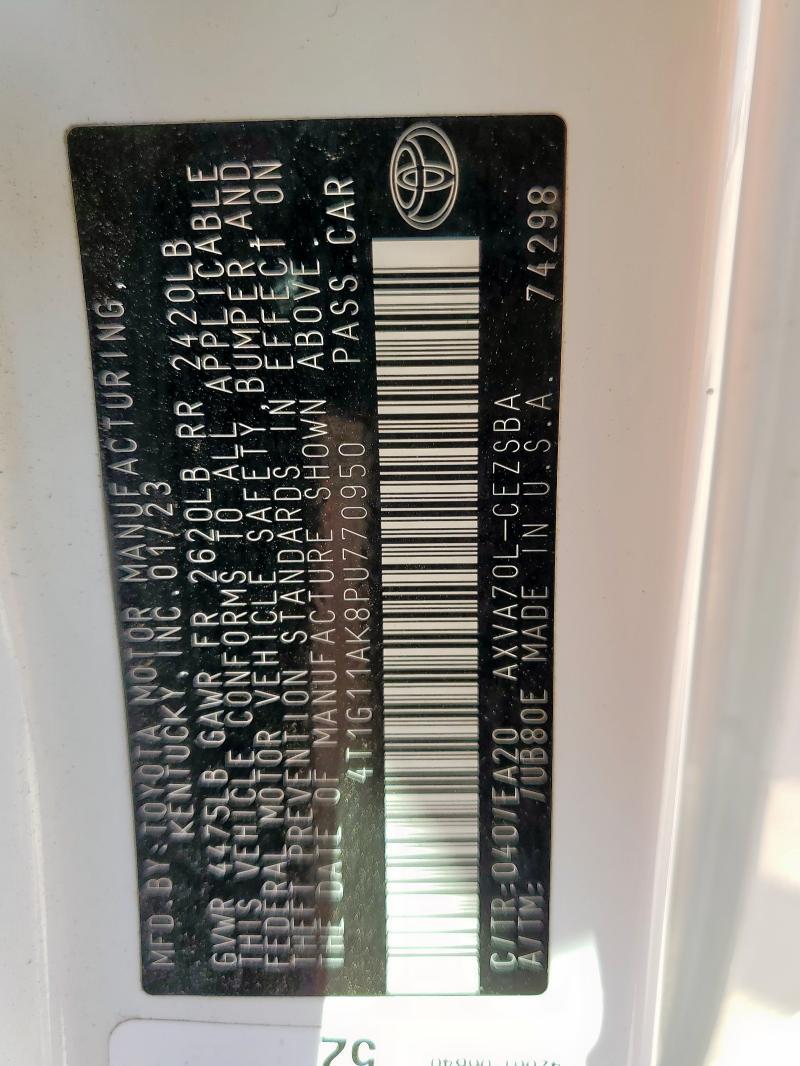 MFD.BY:TOYOTA MOTOR MANUFACTURING,
KENTUCKY, INC.01/23
GVWR 4475LB GAWR FR 2620LB RR 2420LB
THIS VEHICLE CONFORMS TO ALL APPLICABLE
FEDERAL MOTOR VEHICLE SAFETY, BUMPER, AND
THEFT PREVENTION STANDARDS IN EFFECT ON
THE DATE OF MANUFACTURE SHOWN ABOVE.
4T1G11AK8PU770950 PASS.CAR
C/TR:040/EA20 AXVA70L-CEZSBA
A/TM: /UB80E MADE IN U.S.A. 74298
52